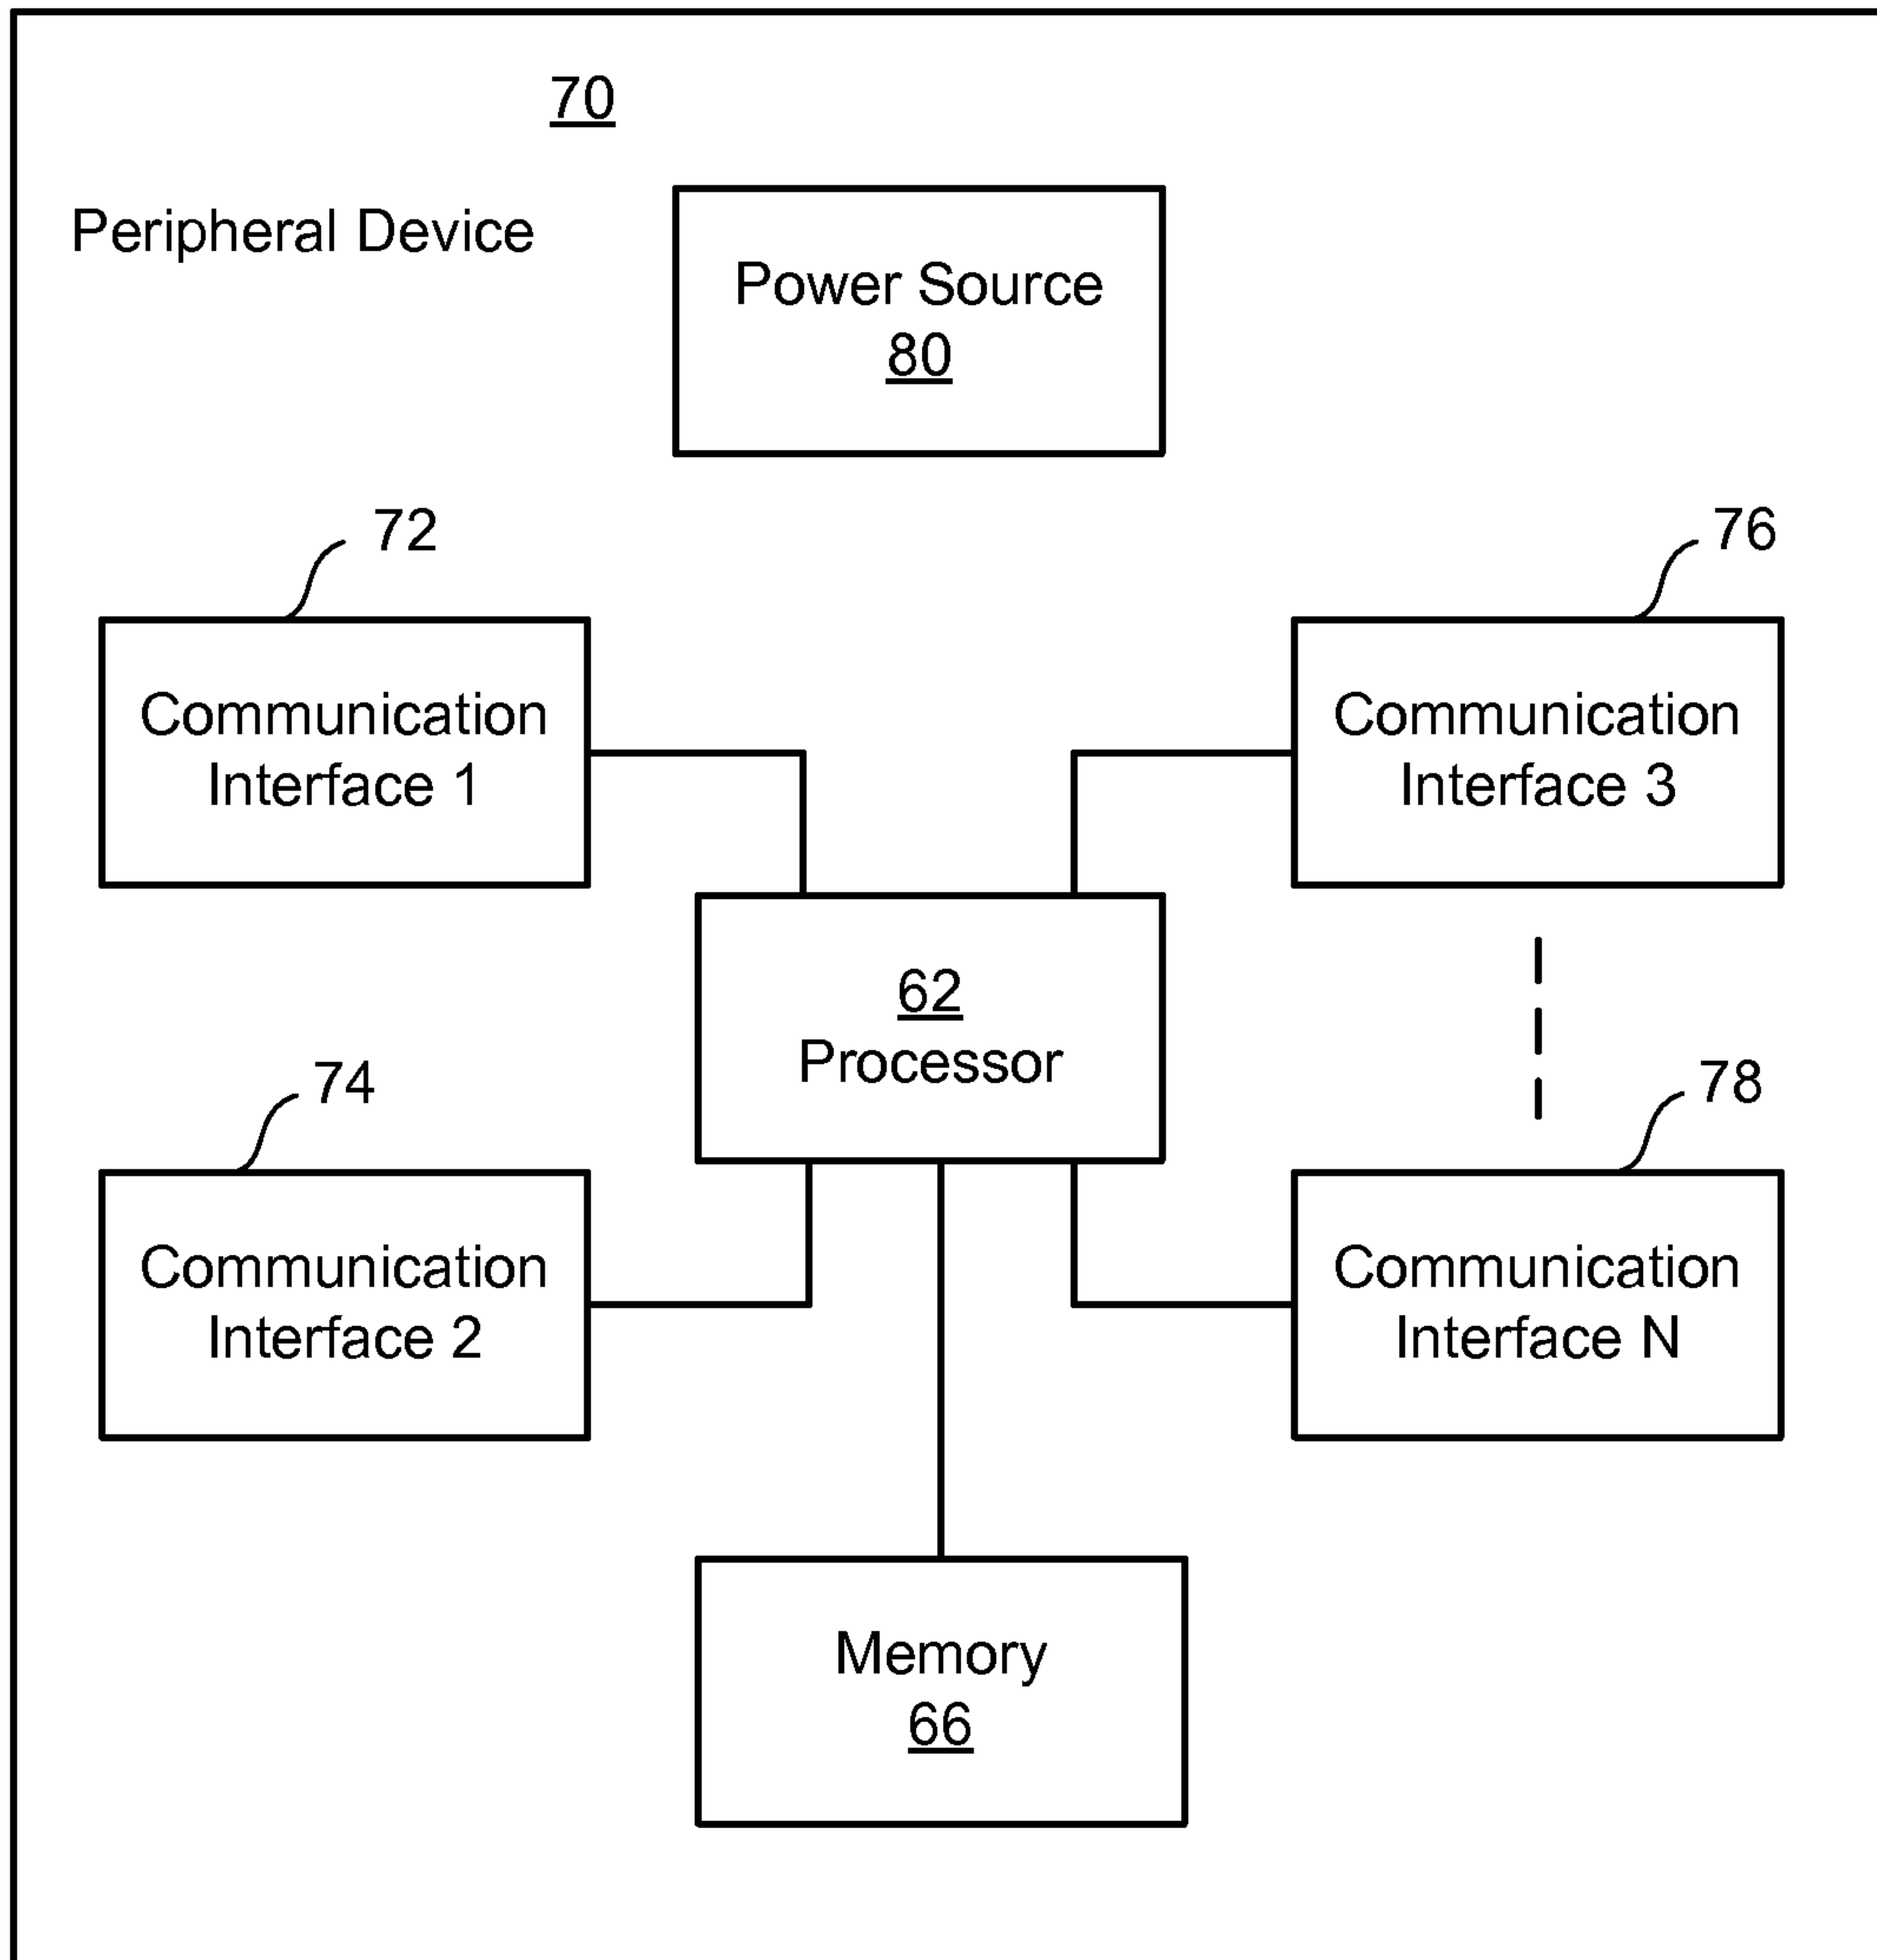 70
Peripheral Device
Power Source
80
72
76
Communication
Interface 1
Communication
Interface 3
62
Processor
74
78
Communication
Interface 2
Communication
Interface N
Memory
66